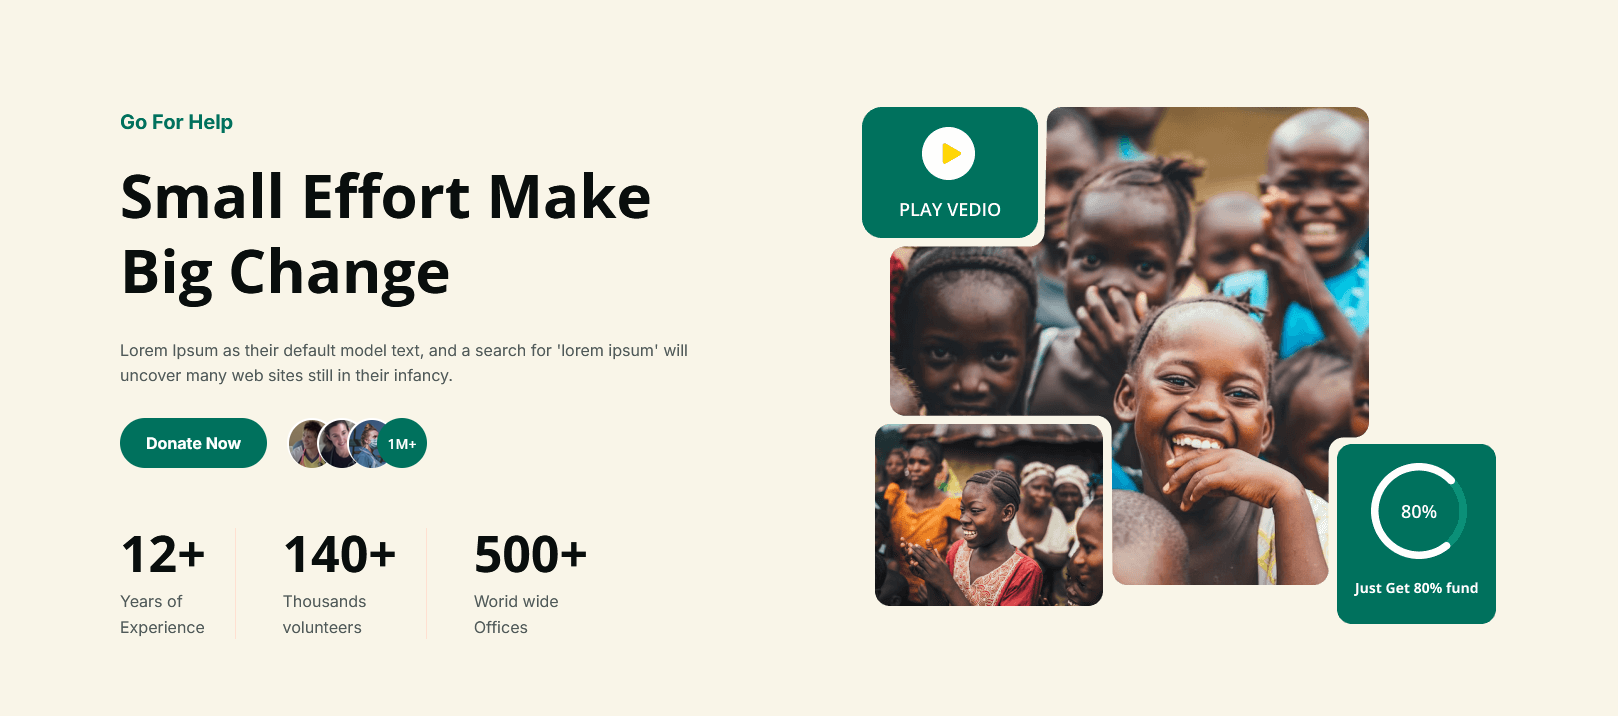 Go For Help
Small Effort Make
Big Change
Lorem Ipsum as their default model text, and a search for 'lorem ipsum' will
uncover many web sites still in their infancy.
Donate Now
1M+
12+
Years of
Experience
140+
Thousands
volunteers
500+
World wide
Offices
PLAY VEDIO
80%
Just Get 80% fund